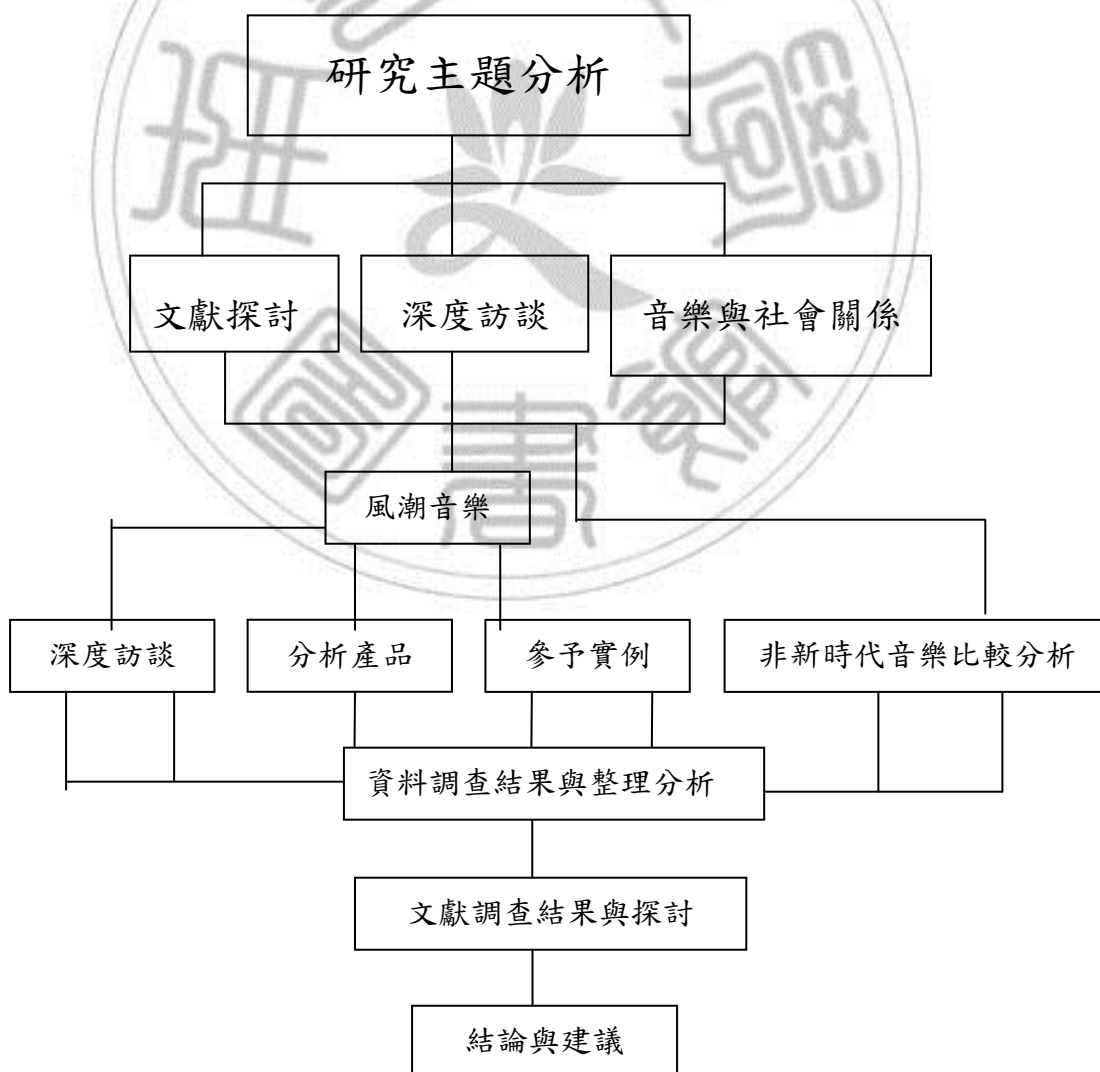 研究主題分析
文獻探討
深度訪談
音樂與社會關係
風潮音樂
深度訪談
分析產品
參予實例
非新時代音樂比較分析
資料調查結果與整理分析
文獻調查結果與探討
結論與建議